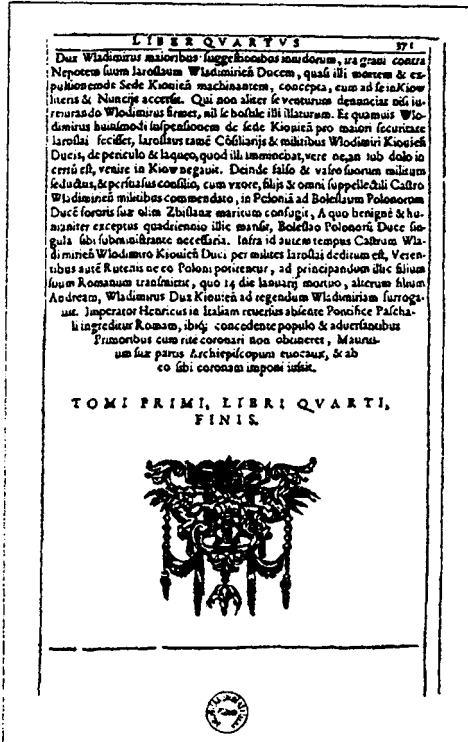 LIBER QVARTVS 371
Dux Wladimirus maioribus suggestionibus inuidorum, ira graui contra
Nepotem suum Iaroslaum Wladimirieñ Ducem, quasi illi mortem & ex-
pulsionem de Sede Kiouieñ machinantem, concepta, eum ad se in Kiow
literis & Nuncijs accersit. Qui non aliter se venturum denunciat nisi iu-
reiurando Wlodimirus firmet, nil se hostile illi illaturum. Et quamuis Wlo-
dimirus huiusmodi suspensionem de sede Kiouieñ pro maiori securitate
Iaroslai fecisset, Iaroslaus tamē Cōsiliarijs & militibus Wlodimiri Kiouieñ
Ducis, de periculo & laqueo, quod illi imminebat, vere ne, an sub dolo in
certū est, venire in Kiow negauit. Deinde falso & vafro suorum militum
seductus, & persuasus consilio, cum vxore, filijs & omni suppellectili Castro
Wladimirieñ militibus commendato, in Poloniā ad Boleslaum Polonorum
Ducē sororis suæ olim Zbislauæ maritum confugit, A quo benignè & hu-
maniter exceptus quadriennio illic mansit, Boleslao Polonorū Duce sin-
gula sibi subministrante necessaria. Infra id autem tempus Castrum Wla-
dimirieñ Wlodimiro Kiouieñ Duci per milites Iaroslai deditum est, Veren-
tibus autē Rutenis ne eo Poloni potirentur, ad principandum illic filium
suum Romanum transmittit, quo 14 die Ianuarij mortuo, alterum filium
Andream, Wladimirus Dux Kiouieñ ad regendum Wladimiriam surroga-
uit. Imperator Henricus in Italiam reuersus absente Pontifice Pascha-
li ingreditur Romam, ibiq; concedente populo & aduersantibus
Primoribus cum rite coronari non obtineret, Mauriti-
um suæ partis Archiepiscopum euocauit, & ab
eo sibi coronam imponi iussit.
TOMI PRIMI, LIBRI QVARTI,
FINIS.